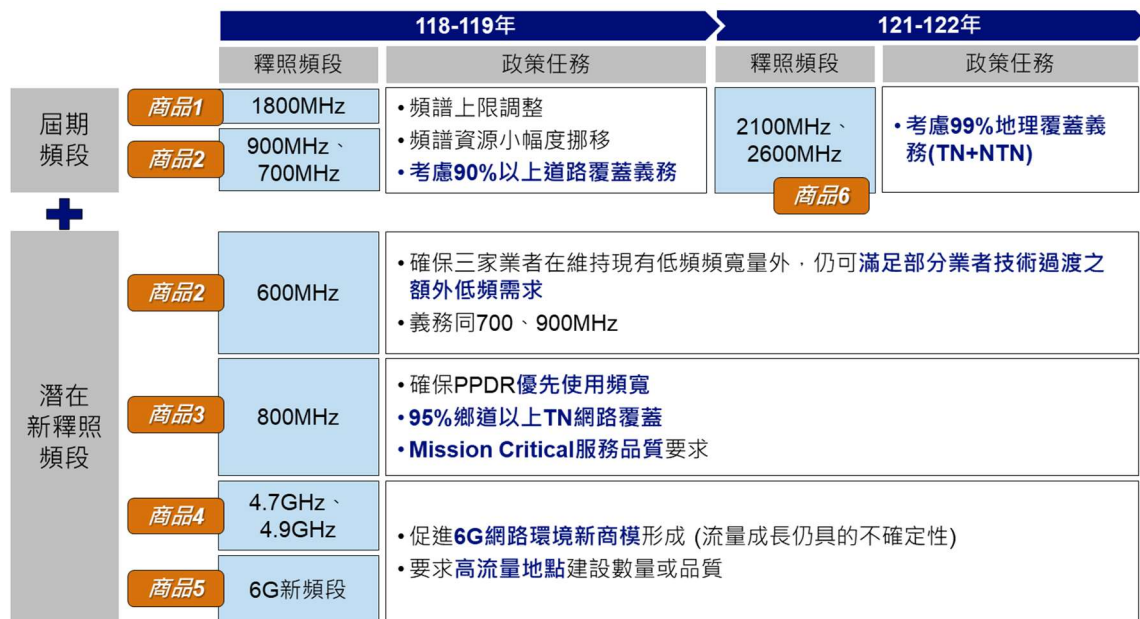 118-119年
121-122年
釋照頻段
政策任務
釋照頻段
政策任務
屆期
頻段
商品1
1800MHz
商品2
900MHz、
700MHz
•頻譜上限調整
•頻譜資源小幅度挪移
•考慮90%以上道路覆蓋義務
2100MHz、
2600MHz
商品6
•考慮99%地理覆蓋義
務(TN+NTN)
潛在
新釋照
頻段
商品2
600MHz
•確保三家業者在維持現有低頻頻寬量外，仍可滿足部分業者技術過渡之
額外低頻需求
•義務同700、900MHz
商品3
800MHz
•確保PPDR優先使用頻寬
•95%鄉道以上TN網路覆蓋
•Mission Critical服務品質要求
商品4
4.7GHz、
4.9GHz
商品5
6G新頻段
•促進6G網路環境新商模形成 (流量成長仍具的不確定性)
•要求高流量地點建設數量或品質